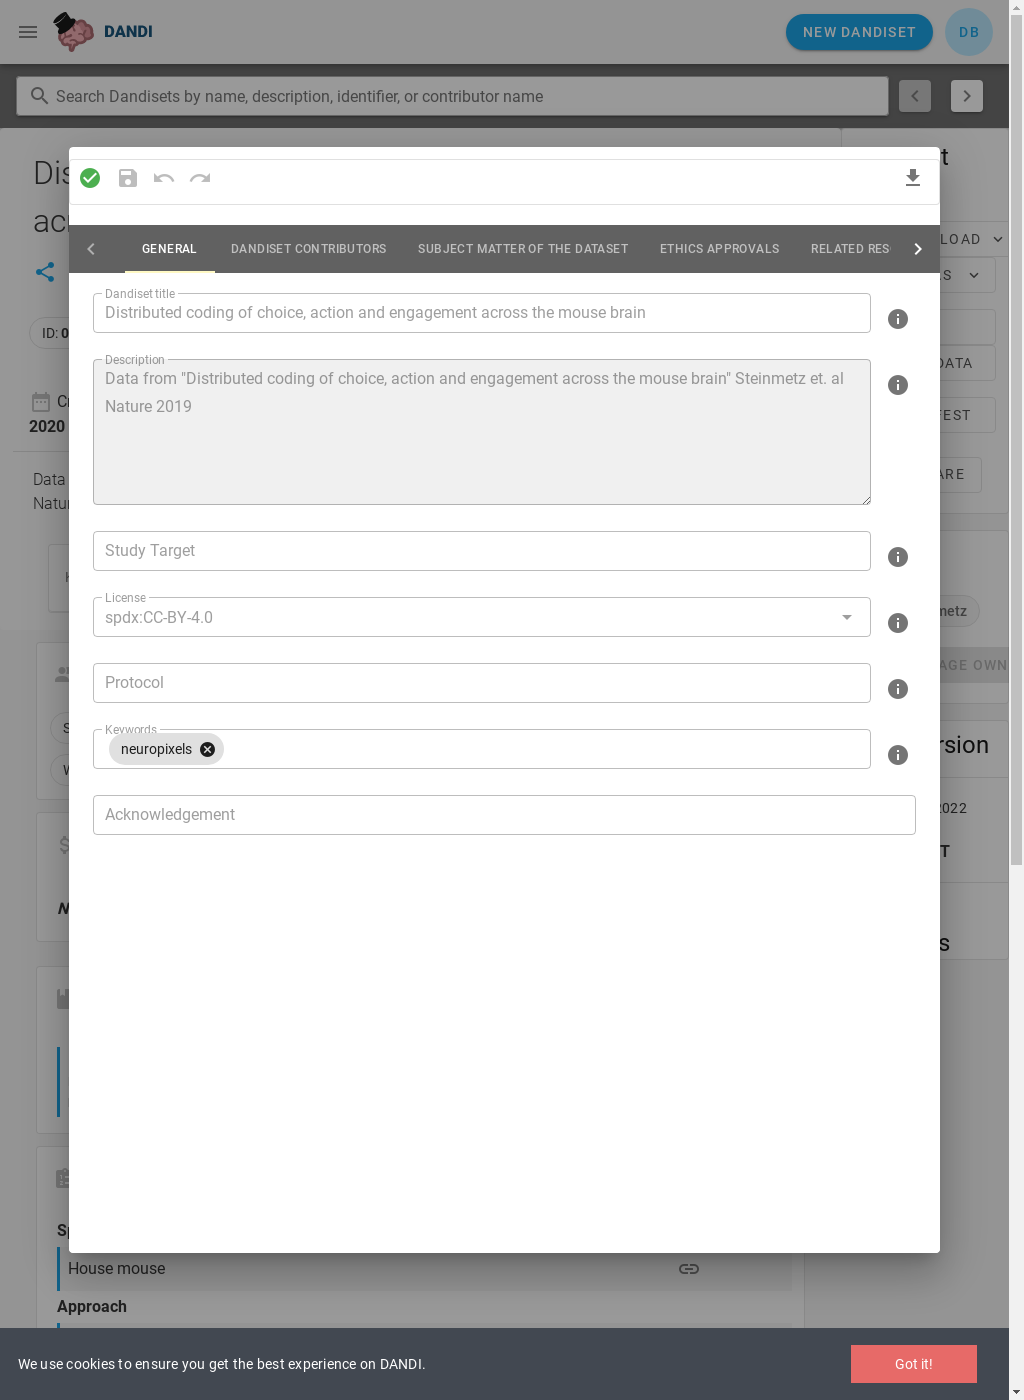 DANDI
NEW DANDISET
DB
Search Dandisets by name, description, identifier, or contributor name
GENERAL
DANDISET CONTRIBUTORS
SUBJECT MATTER OF THE DATASET
ETHICS APPROVALS
RELATED RES
Dandiset title
Distributed coding of choice, action and engagement across the mouse brain
Description
Data from "Distributed coding of choice, action and engagement across the mouse brain" Steinmetz et. al
Nature 2019
Study Target
License
spdx:CC-BY-4.0
Protocol
Keywords
neuropixels
Acknowledgement
Dis
ac
ID: 0
2020
Data
Natu
t
LOAD
S
DATA
EST
ARE
metz
AGE OWN
rsion
2022
T
s
House mouse
Approach
We use cookies to ensure you get the best experience on DANDI.
Got it!